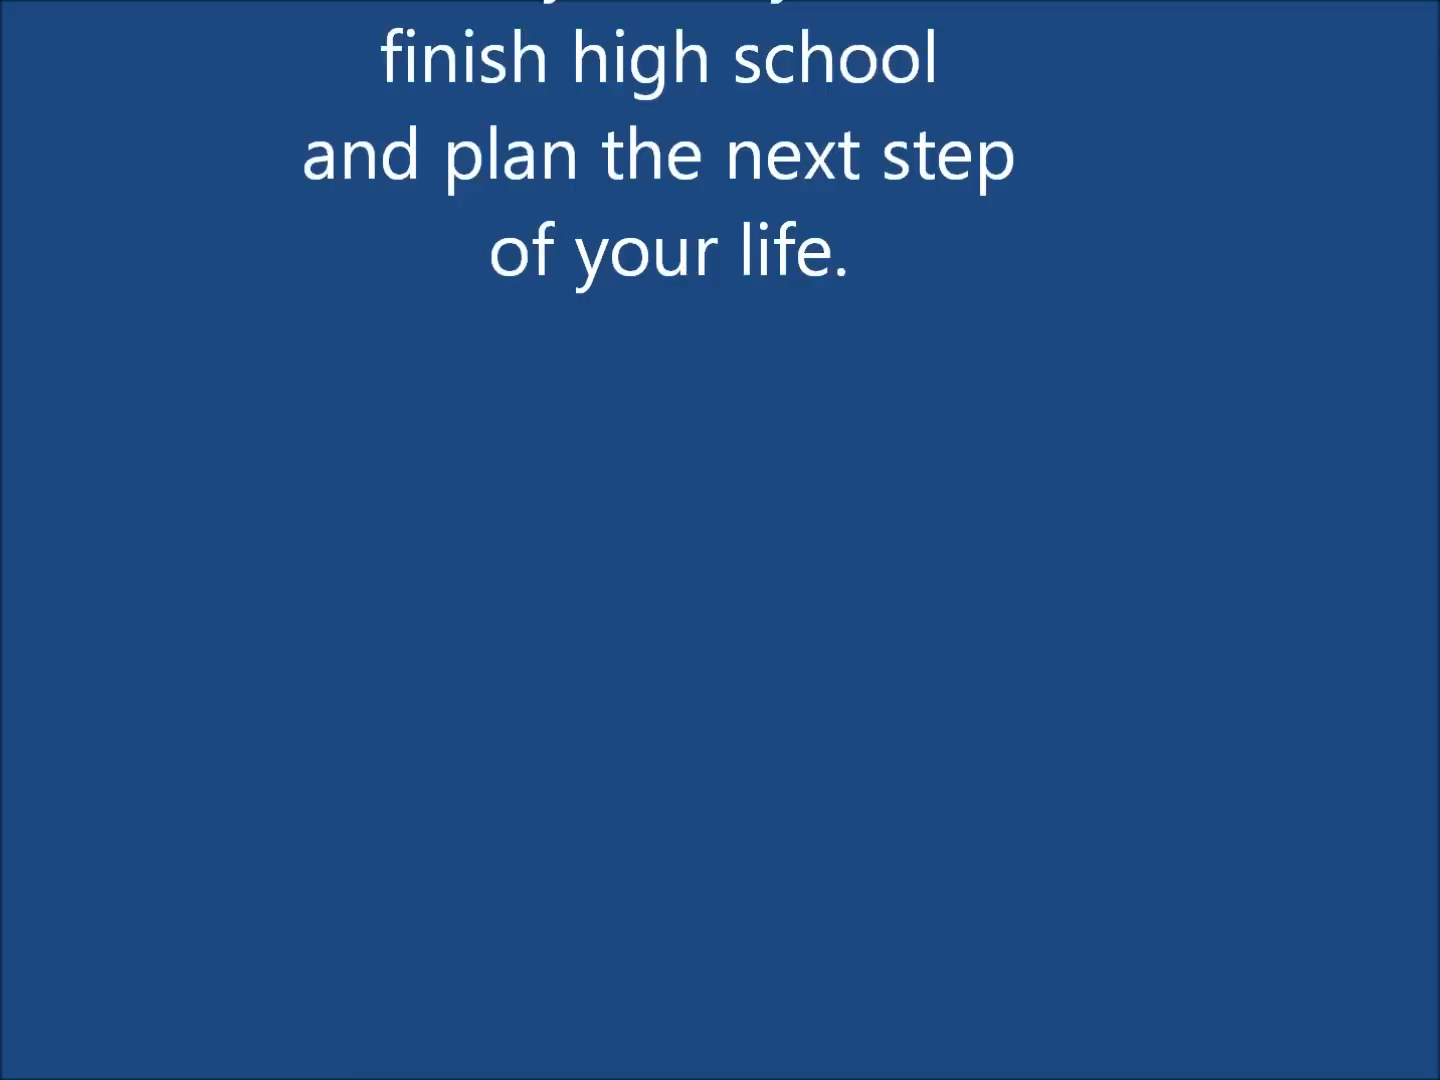 finish high school
and plan the next step
of your life.